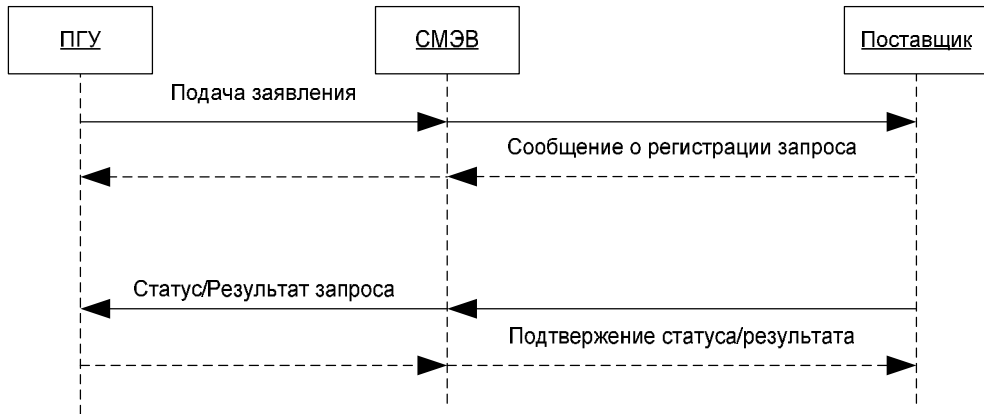 ПГУ
СМЭВ
Поставщик
Подача заявления
Сообщение о регистрации запроса
Статус/Результат запроса
Подтвержение статуса/результата